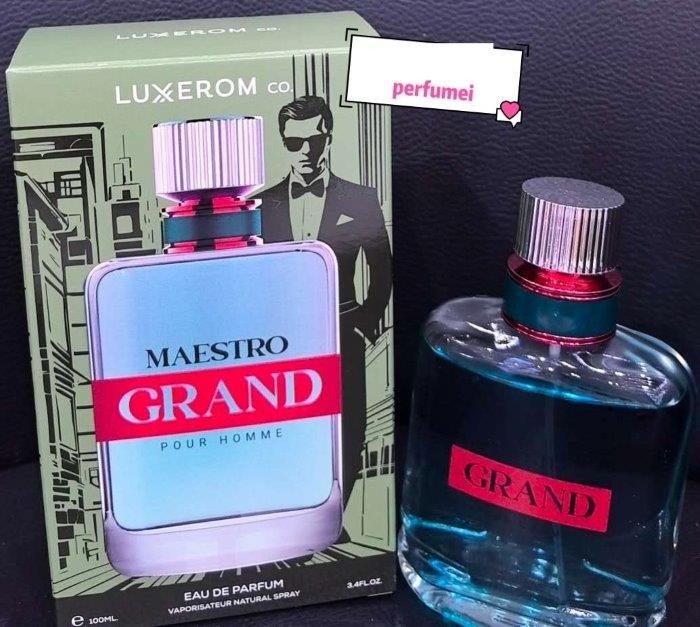 LUXEROM CO.
LUXEROM CO.
perfumei
MAESTRO
GRAND
POUR HOMME
GRAND
EAU DE PARFUM
VAPORISATEUR NATURAL SPRAY
3.4FL.OZ.
e 100ML.